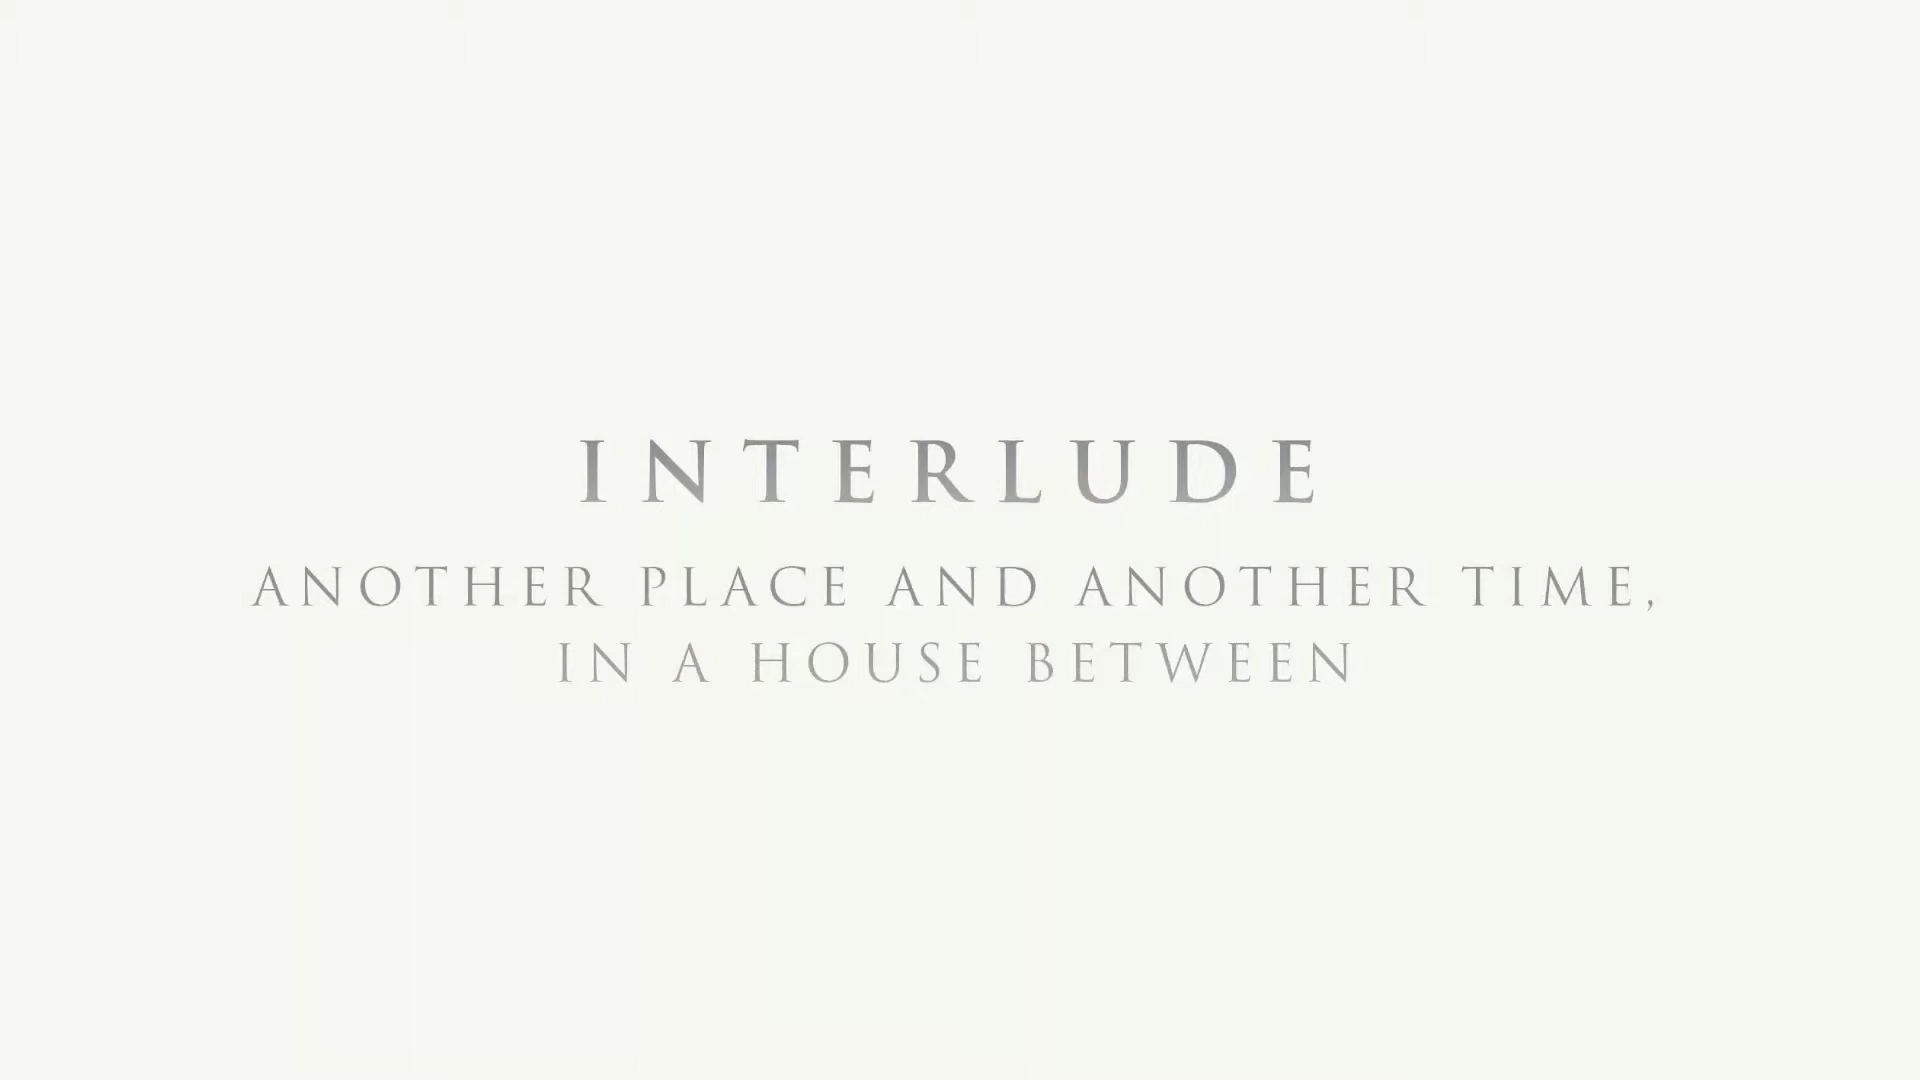 INTERLUDE
ANOTHER PLACE AND ANOTHER TIME,
IN A HOUSE BETWEEN